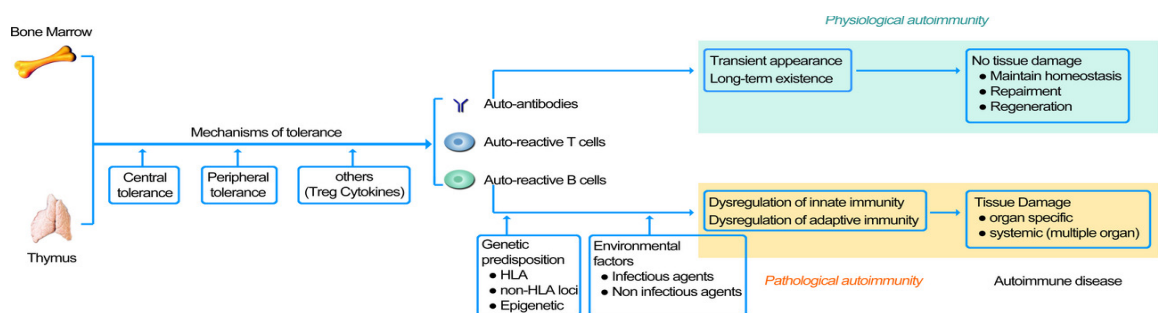 Physiological autoimmunity
Bone Marrow
Transient appearance
Long-term existence
No tissue damage
● Maintain homeostasis
● Repairment
● Regeneration
Auto-antibodies
Mechanisms of tolerance
Auto-reactive T cells
Central
tolerance
Peripheral
tolerance
others
(Treg Cytokines)
Auto-reactive B cells
Thymus
Dysregulation of innate immunity
Dysregulation of adaptive immunity
Tissue Damage
● organ specific
● systemic (multiple organ)
Genetic
predisposition
● HLA
● non-HLA loci
● Epigenetic
Environmental
factors
● Infectious agents
● Non infectious agents
Pathological autoimmunity
Autoimmune disease